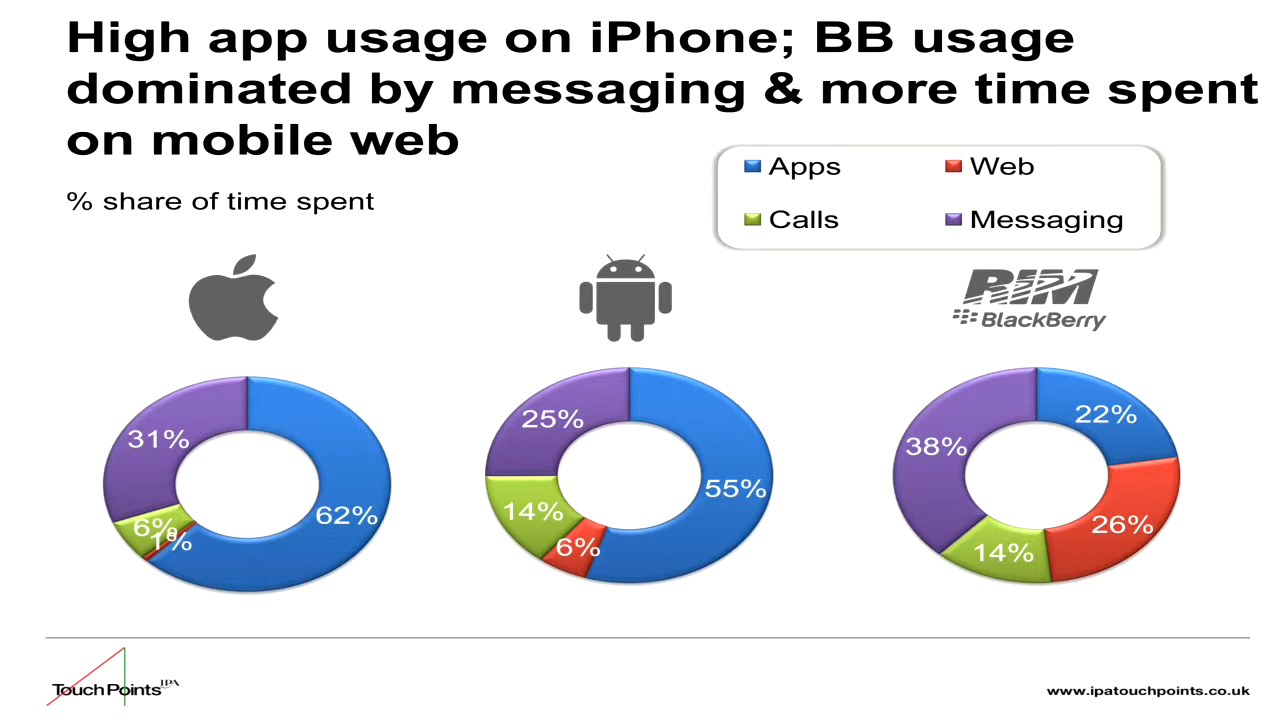 High app usage on iPhone; BB usage
dominated by messaging & more time spent
on mobile web
% share of time spent
Apps
Web
Calls
Messaging
RIM
BlackBerry
31%
6%
1%
62%
25%
14%
6%
55%
38%
22%
14%
26%
TouchPoints IPA
www.ipatouchpoints.co.uk